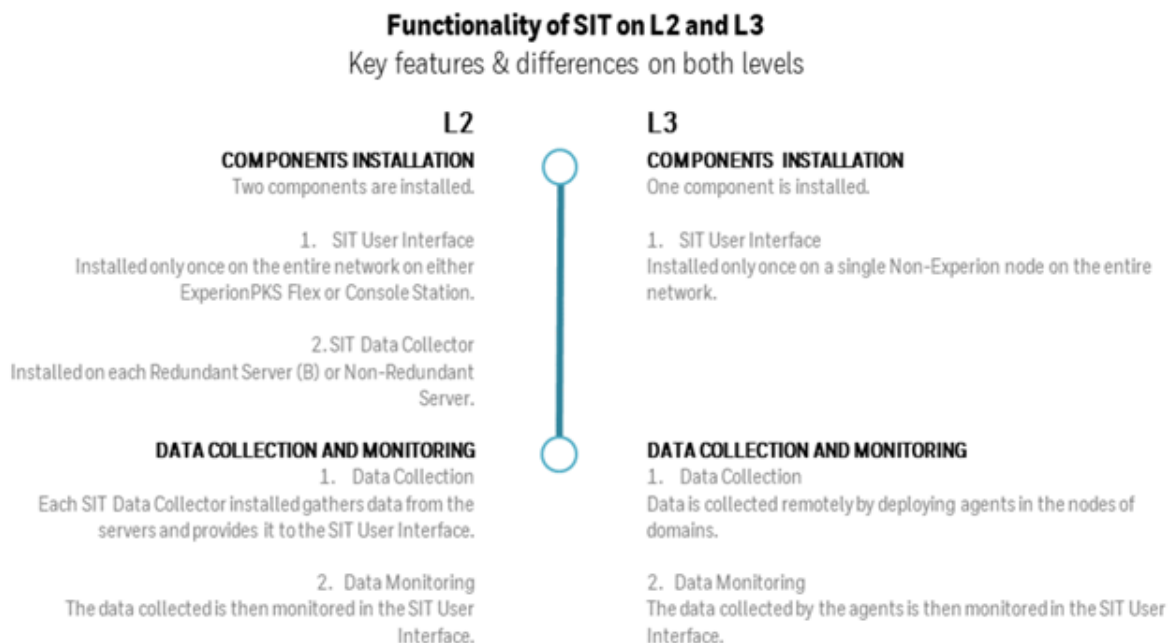 Functionality of SIT on L2 and L3
Key features & differences on both levels
L2
COMPONENTS INSTALLATION
Two components are installed.
1. SIT User Interface
Installed only once on the entire network on either
ExperionPKS Flex or Console Station.
2. SIT Data Collector
Installed on each Redundant Server (B) or Non-Redundant
Server.
DATA COLLECTION AND MONITORING
1. Data Collection
Each SIT Data Collector installed gathers data from the
servers and provides it to the SIT User Interface.
2. Data Monitoring
The data collected is then monitored in the SIT User
Interface.
L3
COMPONENTS INSTALLATION
One component is installed.
1. SIT User Interface
Installed only once on a single Non-Experion node on the entire
network.
DATA COLLECTION AND MONITORING
1. Data Collection
Data is collected remotely by deploying agents in the nodes of
domains.
2. Data Monitoring
The data collected by the agents is then monitored in the SIT User
Interface.